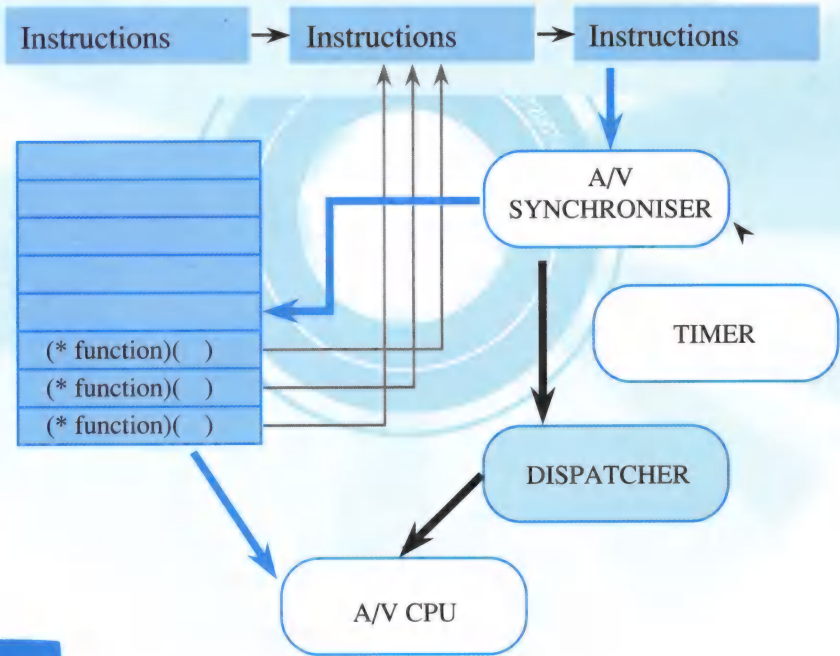 Instructions
Instructions
Instructions
A/V
SYNCHRONISER
TIMER
(* function)( )
(* function)( )
(* function)( )
DISPATCHER
A/V CPU